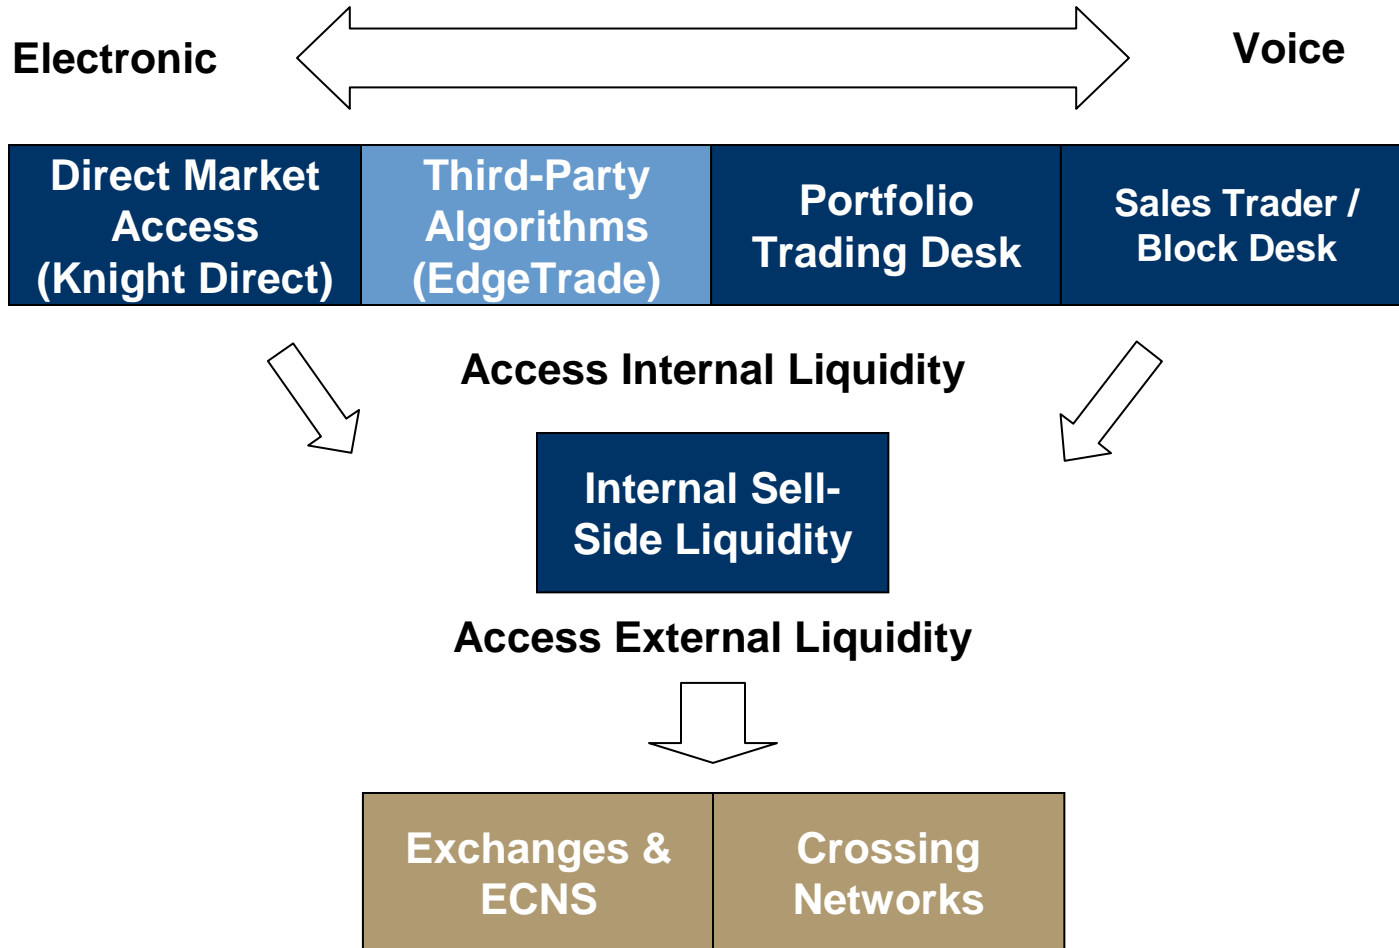 Electronic
Voice
Direct Market
Access
(Knight Direct)
Third-Party
Algorithms
(EdgeTrade)
Portfolio
Trading Desk
Sales Trader /
Block Desk
Access Internal Liquidity
Internal Sell-
Side Liquidity
Access External Liquidity
Exchanges &
ECNS
Crossing
Networks